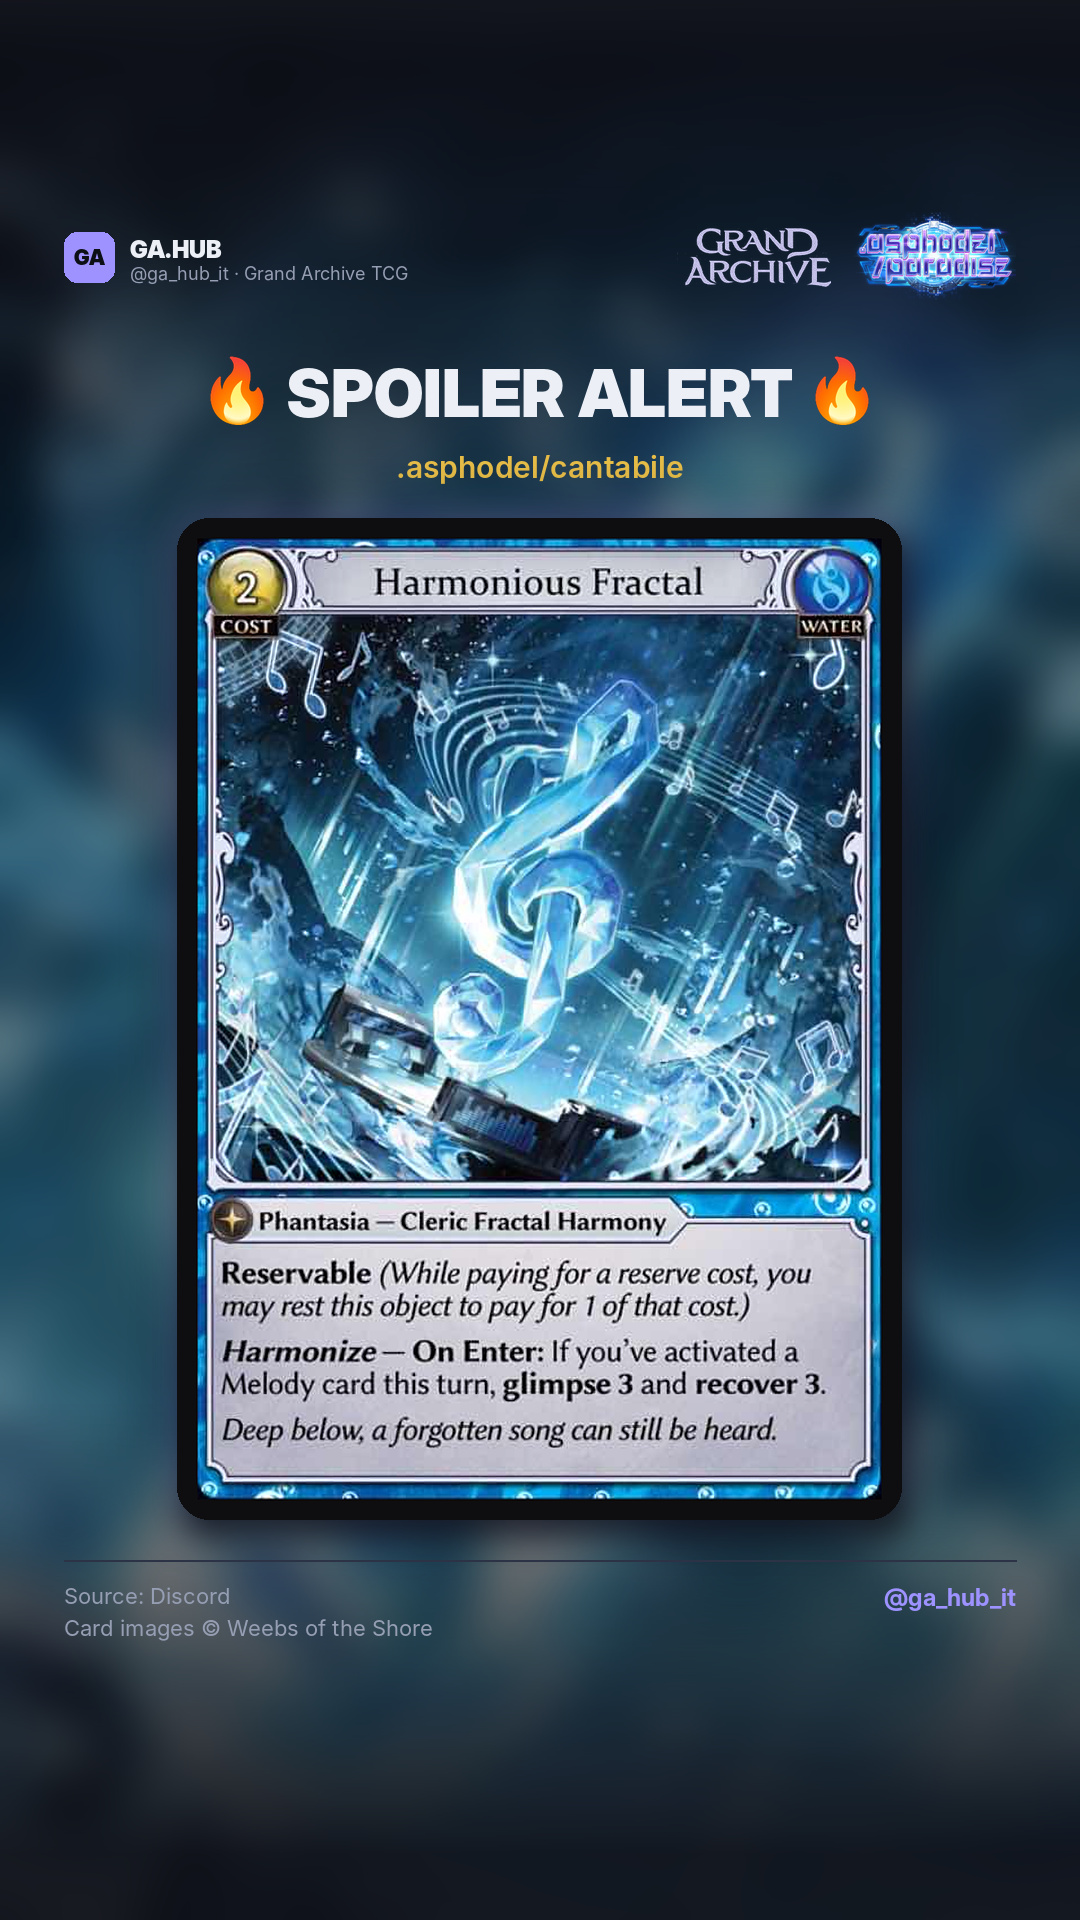 GA
GA.HUB
@ga_hub_it · Grand Archive TCG
GRAND
ARCHIVE
.asphodel
/paradise
🔥 SPOILER ALERT 🔥
.asphodel/cantabile
2
COST
Harmonious Fractal
WATER
Phantasia — Cleric Fractal Harmony
Reservable (While paying for a reserve cost, you
may rest this object to pay for 1 of that cost.)
Harmonize — On Enter: If you've activated a
Melody card this turn, glimpse 3 and recover 3.
Deep below, a forgotten song can still be heard.
Source: Discord
@ga_hub_it
Card images © Weebs of the Shore